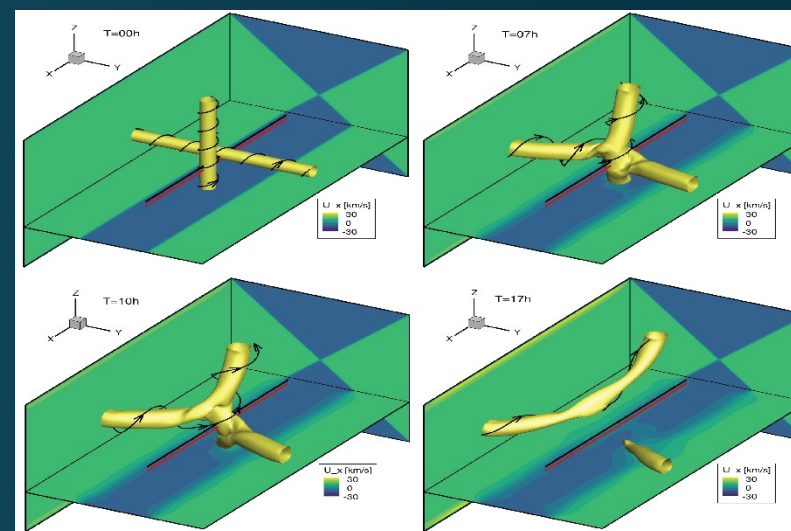 Z
T=00h
X
Y
U_x [km/s]
30
0
-30
Z
T=07h
X
Y
U_x [km/s]
30
0
-30
Z
T=10h
X
Y
U_x [km/s]
30
0
-30
Z
T=17h
X
Y
U_x [km/s]
30
0
-30